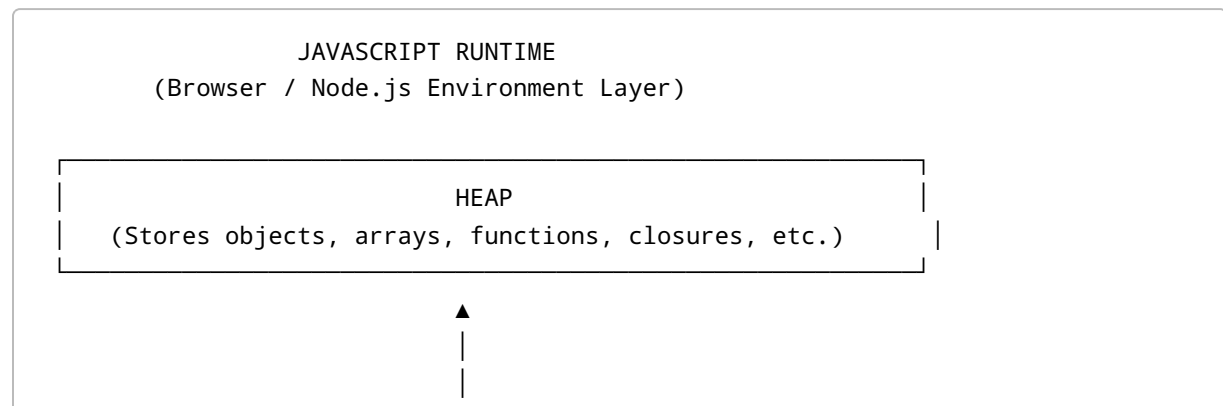 JAVASCRIPT RUNTIME
(Browser / Node.js Environment Layer)
HEAP
(Stores objects, arrays, functions, closures, etc.)